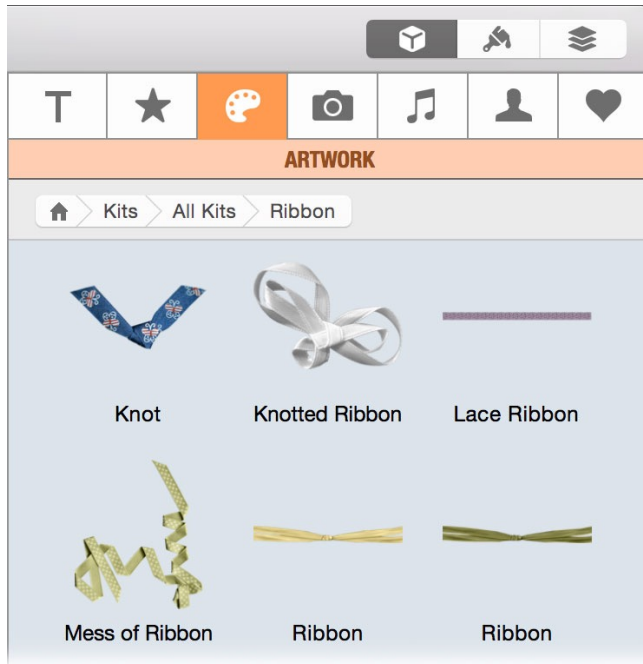 T
ARTWORK
Kits All Kits Ribbon
Knot Knotted Ribbon Lace Ribbon
Mess of Ribbon Ribbon Ribbon